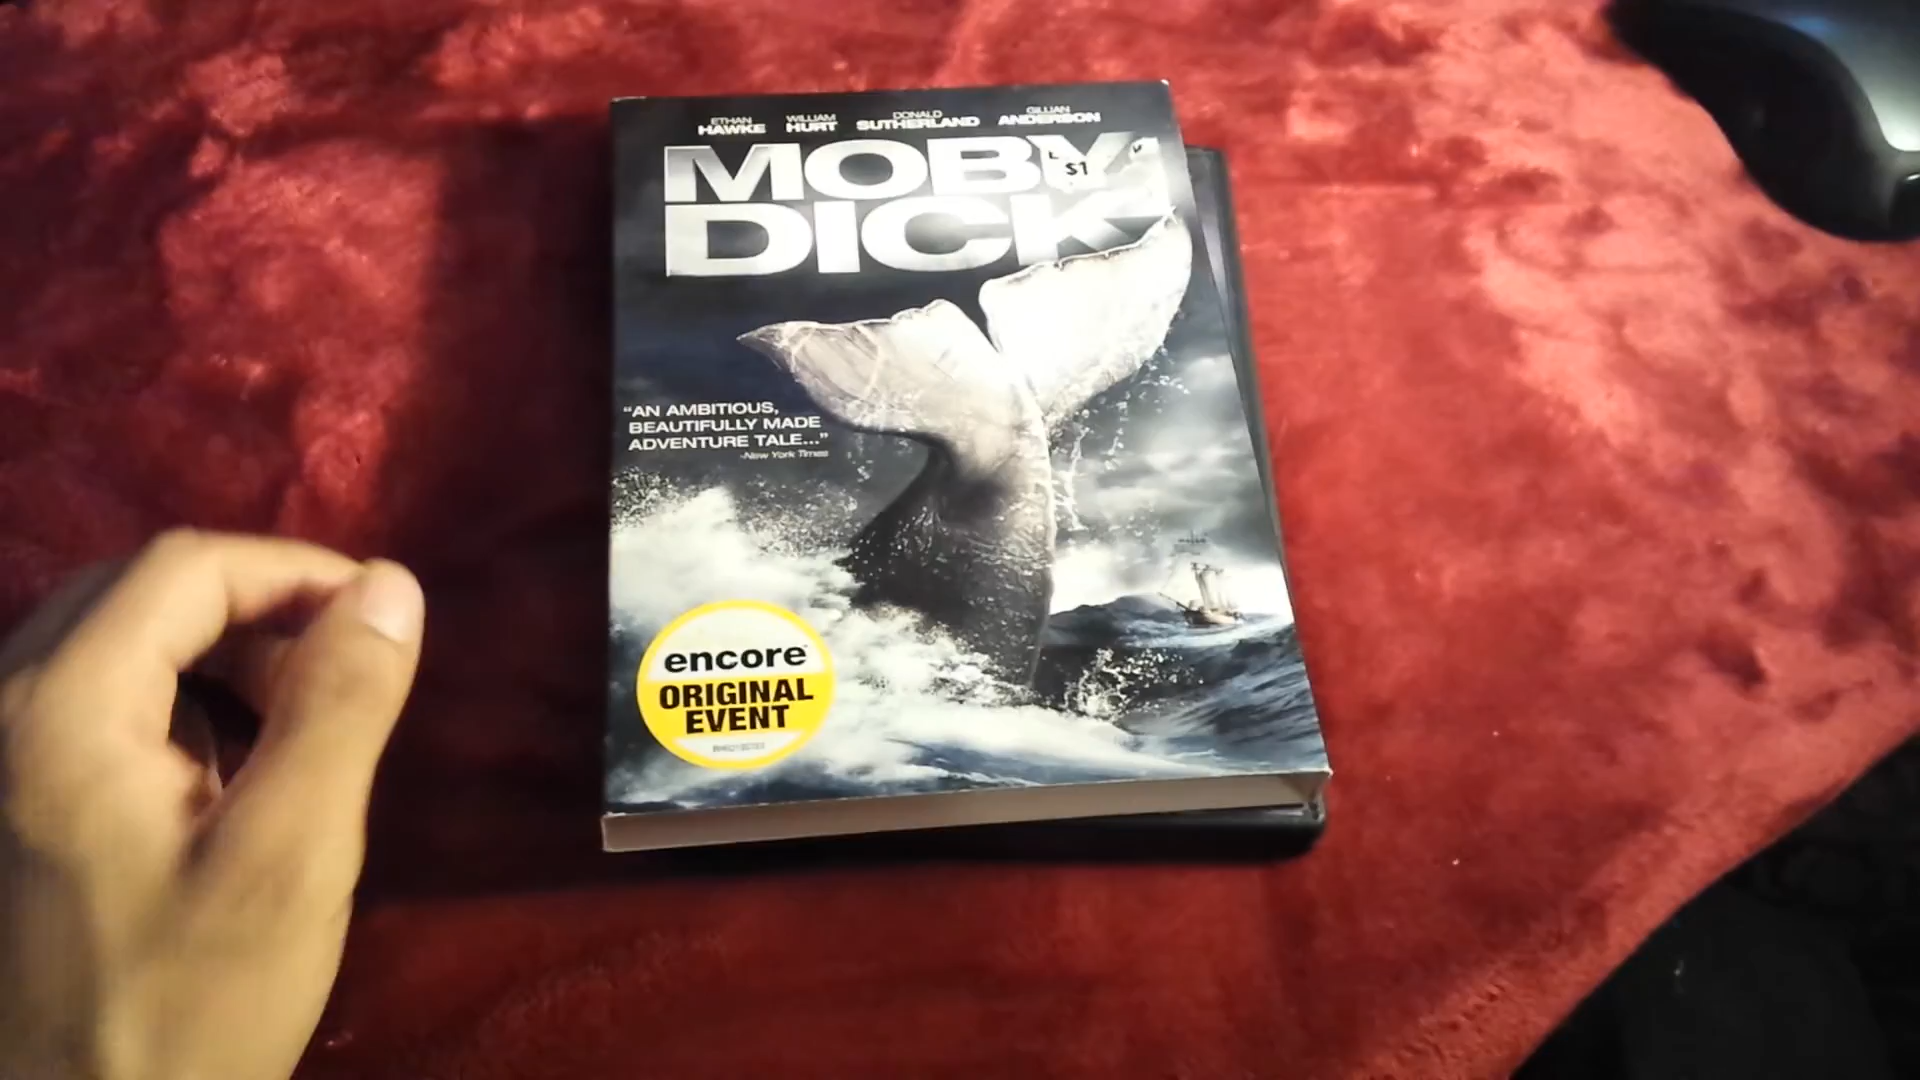 ETHAN HAWKE
WILLIAM HURT
DONALD SUTHERLAND
GILLIAN ANDERSON
MOBY
$1
DICK
“AN AMBITIOUS,
BEAUTIFULLY MADE
ADVENTURE TALE...”
-New York Times
encore
ORIGINAL
EVENT